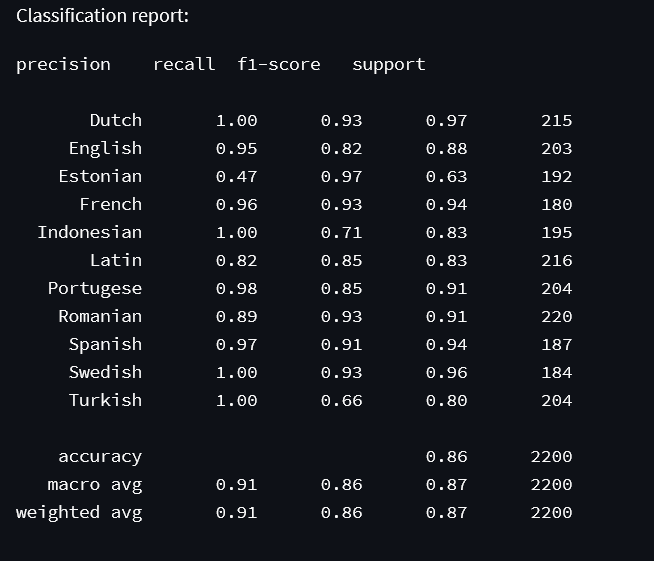 Classification report:
precision recall f1-score support
Dutch 1.00 0.93 0.97 215
English 0.95 0.82 0.88 203
Estonian 0.47 0.97 0.63 192
French 0.96 0.93 0.94 180
Indonesian 1.00 0.71 0.83 195
Latin 0.82 0.85 0.83 216
Portugese 0.98 0.85 0.91 204
Romanian 0.89 0.93 0.91 220
Spanish 0.97 0.91 0.94 187
Swedish 1.00 0.93 0.96 184
Turkish 1.00 0.66 0.80 204
accuracy 0.86 2200
macro avg 0.91 0.86 0.87 2200
weighted avg 0.91 0.86 0.87 2200